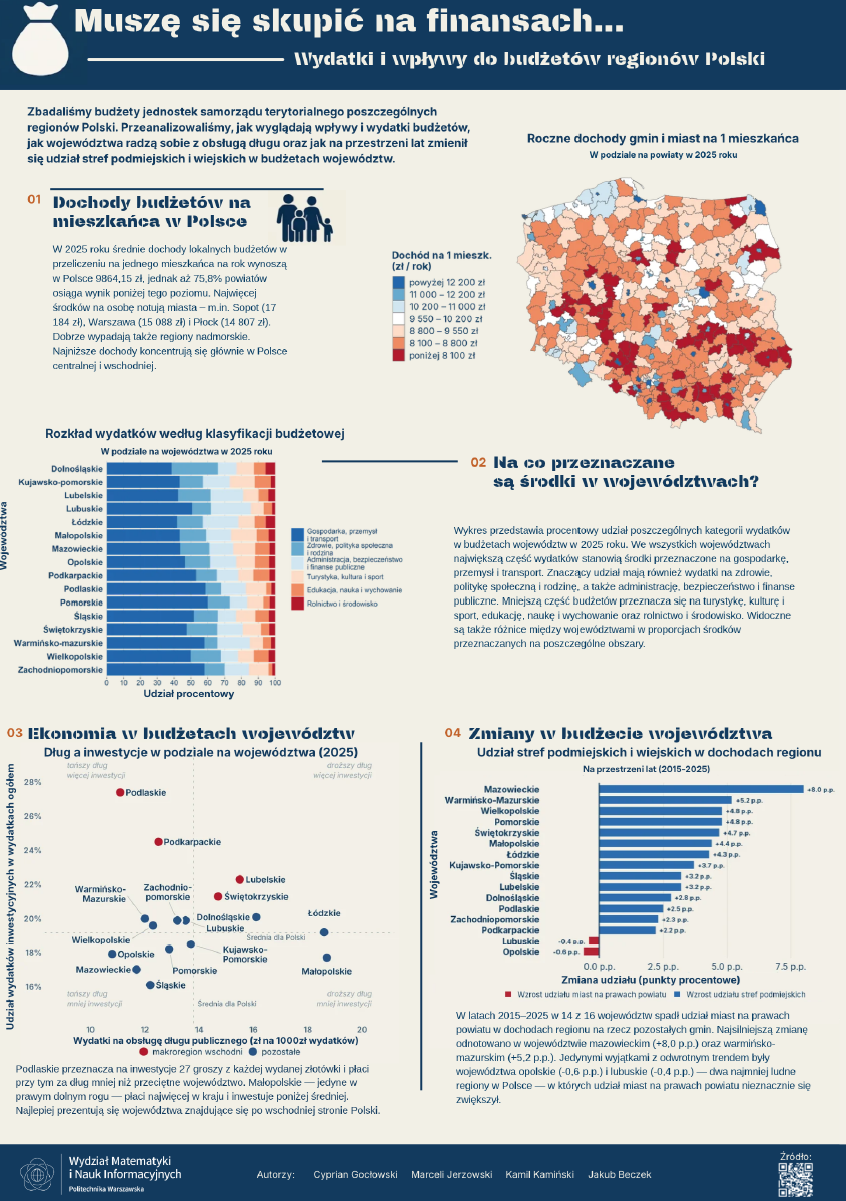 Muszę się skupić na finansach...
Wydatki i wpływy do budżetów regionów Polski
Zbadaliśmy budżety jednostek samorządu terytorialnego poszczególnych
regionów Polski. Przeanalizowaliśmy, jak wyglądają wpływy i wydatki budżetów,
jak województwa radzą sobie z obsługą długu oraz jak na przestrzeni lat zmienił
się udział stref podmiejskich i wiejskich w budżetach województw.
01
Dochody budżetów na
mieszkańca w Polsce
W 2025 roku średnie dochody lokalnych budżetów w
przeliczeniu na jednego mieszkańca na rok wynoszą
w Polsce 9864,15 zł, jednak aż 75,8% powiatów
osiąga wynik poniżej tego poziomu. Najwięcej
środków na osobę notują miasta – m.in. Sopot (17
184 zł), Warszawa (15 088 zł) i Płock (14 807 zł).
Dobrze wypadają także regiony nadmorskie.
Najniższe dochody koncentrują się głównie w Polsce
centralnej i wschodniej.
Roczne dochody gmin i miast na 1 mieszkańca
W podziale na powiaty w 2025 roku
Dochód na 1 mieszk.
(zł / rok)
powyżej 12 200 zł
11 000 – 12 200 zł
10 200 – 11 000 zł
9 550 – 10 200 zł
8 800 – 9 550 zł
8 100 – 8 800 zł
poniżej 8 100 zł
Rozkład wydatków według klasyfikacji budżetowej
W podziale na województwa w 2025 roku
Województwa
Dolnośląskie
Kujawsko-pomorskie
Lubelskie
Lubuskie
Łódzkie
Małopolskie
Mazowieckie
Opolskie
Podkarpackie
Podlaskie
Pomorskie
Śląskie
Świętokrzyskie
Warmińsko-mazurskie
Wielkopolskie
Zachodniopomorskie
0 10 20 30 40 50 60 70 80 90 100
Udział procentowy
Gospodarka, przemysł
i transport
Zdrowie, polityka społeczna
i rodzina
Administracja, bezpieczeństwo
i finanse publiczne
Turystyka, kultura i sport
Edukacja, nauka i wychowanie
Rolnictwo i środowisko
02
Na co przeznaczane
są środki w województwach?
Wykres przedstawia procentowy udział poszczególnych kategorii wydatków
w budżetach województw w 2025 roku. We wszystkich województwach
największą część wydatków stanowią środki przeznaczone na gospodarkę,
przemysł i transport. Znaczący udział mają również wydatki na zdrowie,
politykę społeczną i rodzinę, a także administrację, bezpieczeństwo i finanse
publiczne. Mniejszą część budżetów przeznacza się na turystykę, kulturę i
sport, edukację, naukę i wychowanie oraz rolnictwo i środowisko. Widoczne
są także różnice między województwami w proporcjach środków
przeznaczanych na poszczególne obszary.
03 Ekonomia w budżetach województw
Dług a inwestycje w podziale na województwa (2025)
Udział wydatków inwestycyjnych w wydatkach ogółem
tańszy dług
więcej inwestycji
droższy dług
więcej inwestycji
28%
26%
24%
22%
20%
18%
16%
Podlaskie
Podkarpackie
Lubelskie
Świętokrzyskie
Warmińsko-
Mazurskie
Zachodnio-
pomorskie
Dolnośląskie
Lubuskie
Łódzkie
Średnia dla Polski
Wielkopolskie
Opolskie
Kujawsko-
Pomorskie
Mazowieckie
Pomorskie
Małopolskie
Śląskie
tańszy dług
mniej inwestycji
Średnia dla Polski
droższy dług
mniej inwestycji
10 12 14 16 18 20
Wydatki na obsługę długu publicznego (zł na 1000zł wydatków)
makroregion wschodni
pozostałe
Podlaskie przeznacza na inwestycje 27 groszy z każdej wydanej złotówki i płaci
przy tym za dług mniej niż przeciętne województwo. Małopolskie — jedyne w
prawym dolnym rogu — płaci najwięcej w kraju i inwestuje poniżej średniej.
Najlepiej prezentują się województwa znajdujące się po wschodniej stronie Polski.
04 Zmiany w budżecie województwa
Udział stref podmiejskich i wiejskich w dochodach regionu
Na przestrzeni lat (2015-2025)
Województwa
Mazowieckie +8.0 p.p.
Warmińsko-Mazurskie +5.2 p.p.
Wielkopolskie +4.8 p.p.
Pomorskie +4.8 p.p.
Świętokrzyskie +4.7 p.p.
Małopolskie +4.4 p.p.
Łódzkie +4.3 p.p.
Kujawsko-Pomorskie +3.7 p.p.
Śląskie +3.2 p.p.
Lubelskie +3.2 p.p.
Dolnośląskie +2.8 p.p.
Podlaskie +2.5 p.p.
Zachodniopomorskie +2.3 p.p.
Podkarpackie +2.2 p.p.
Lubuskie -0.4 p.p.
Opolskie -0.6 p.p.
0.0 p.p. 2.5 p.p. 5.0 p.p. 7.5 p.p.
Zmiana udziału (punkty procentowe)
Wzrost udziału miast na prawach powiatu
Wzrost udziału stref podmiejskich
W latach 2015–2025 w 14 z 16 województw spadł udział miast na prawach
powiatu w dochodach regionu na rzecz pozostałych gmin. Najsilniejszą zmianę
odnotowano w województwie mazowieckim (+8,0 p.p.) oraz warmińsko-
mazurskim (+5,2 p.p.). Jedynymi wyjątkami z odwrotnym trendem były
województwa opolskie (-0,6 p.p.) i lubuskie (-0,4 p.p.) — dwa najmniej ludne
regiony w Polsce — w których udział miast na prawach powiatu nieznacznie się
zwiększył.
Wydział Matematyki
i Nauk Informacyjnych
Politechnika Warszawska
Autorzy: Cyprian Gocłowski Marceli Jerzowski Kamil Kamiński Jakub Beczek
Źródło: